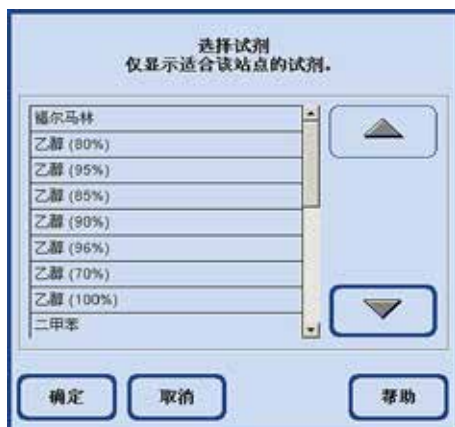 选择试剂
仅显示适合该站点的试剂.
福尔马林
乙醇 (80%)
乙醇 (95%)
乙醇 (85%)
乙醇 (90%)
乙醇 (96%)
乙醇 (70%)
乙醇 (100%)
二甲苯
确定
取消
帮助